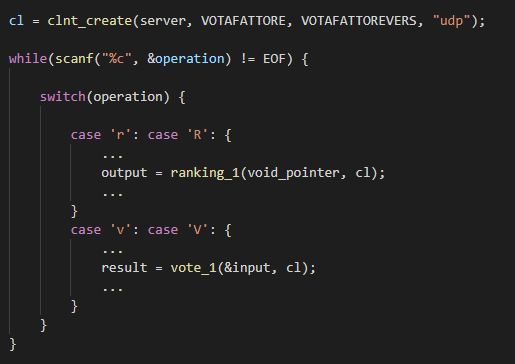 cl = clnt_create(server, VOTAFATTORE, VOTAFATTOREVERS, "udp");
while(scanf("%c", &operation) != EOF) {
switch(operation) {
case 'r': case 'R': {
...
output = ranking_1(void_pointer, cl);
...
}
case 'v': case 'V': {
...
result = vote_1(&input, cl);
...
}
}
}